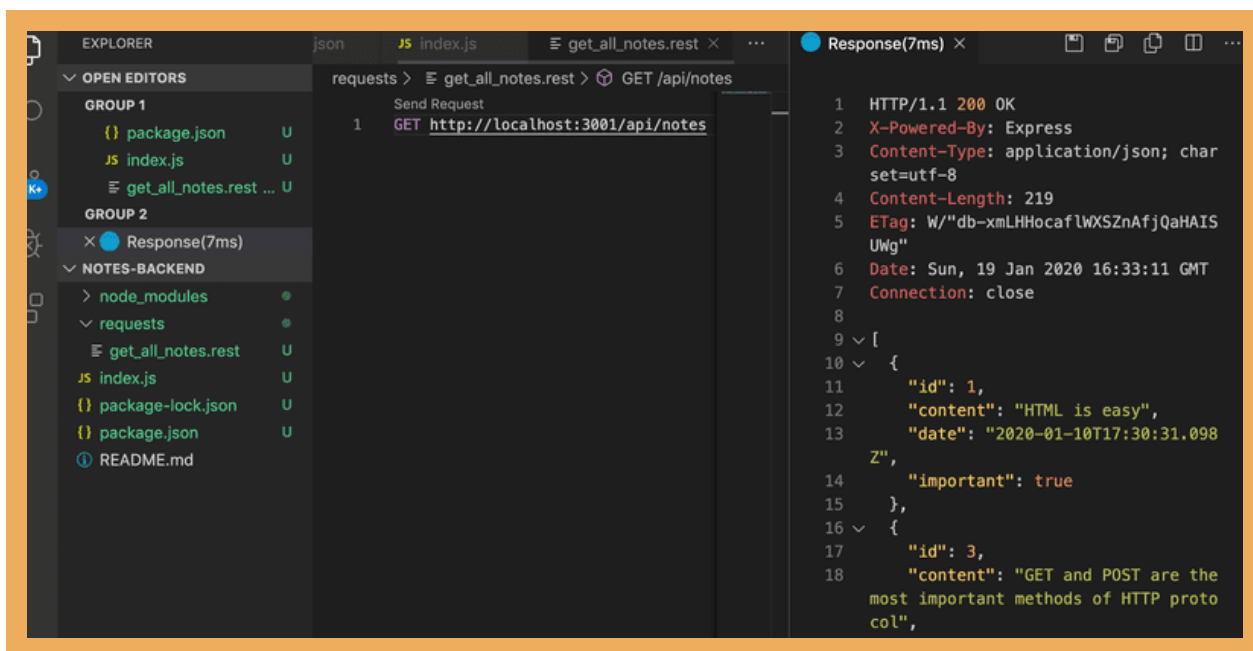 EXPLORER
OPEN EDITORS
GROUP 1
{} package.json U
JS index.js U
get_all_notes.rest ... U
GROUP 2
Response(7ms)
NOTES-BACKEND
node_modules
requests
get_all_notes.rest U
JS index.js U
{} package-lock.json U
{} package.json U
README.md
K+
json JS index.js get_all_notes.rest ...
requests > get_all_notes.rest > GET /api/notes
Send Request
1 GET http://localhost:3001/api/notes
Response(7ms) ...
1 HTTP/1.1 200 OK
2 X-Powered-By: Express
3 Content-Type: application/json; char
set=utf-8
4 Content-Length: 219
5 ETag: W/"db-xmLHHocaflWXSZnAfjQaHAIS
UWg"
6 Date: Sun, 19 Jan 2020 16:33:11 GMT
7 Connection: close
8
9 [
10 {
11 "id": 1,
12 "content": "HTML is easy",
13 "date": "2020-01-10T17:30:31.098
Z",
14 "important": true
15 },
16 {
17 "id": 3,
18 "content": "GET and POST are the
most important methods of HTTP proto
col",